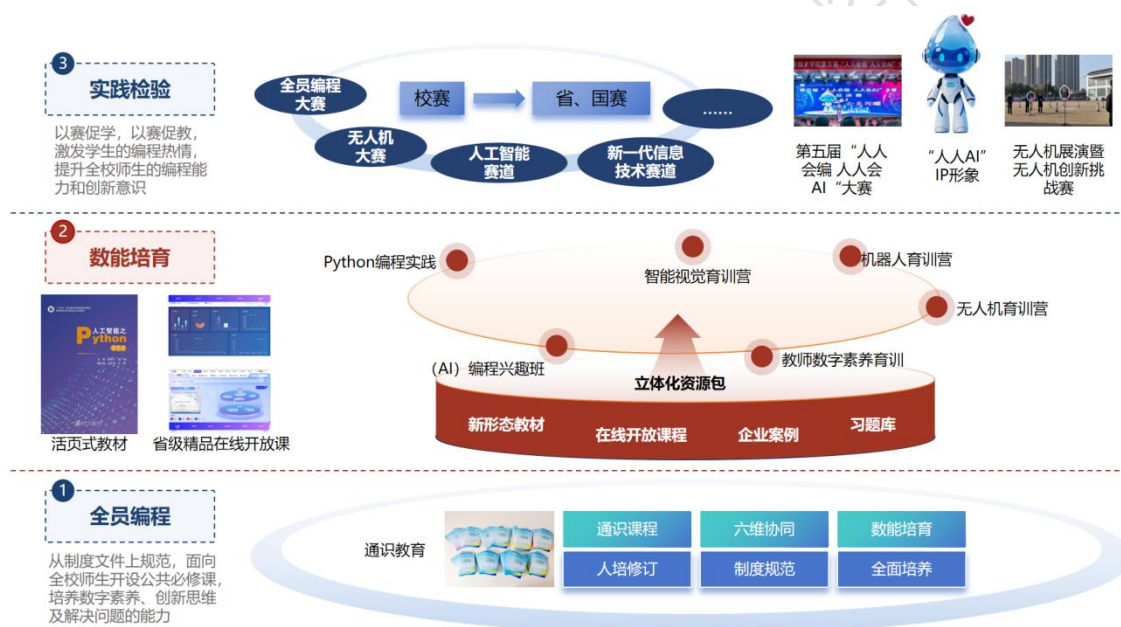 3
实践检验
以赛促学，以赛促教，
激发学生的编程热情，
提升全校师生的编程能
力和创新意识
全员编程
大赛
校赛
省、国赛
......
无人机
大赛
人工智能
赛道
新一代信息
技术赛道
第五届“人人
会编 人人会
AI“大赛
“人人AI”
IP形象
无人机展演暨
无人机创新挑
战赛
2
数能培育
人工智能之
Python
活页式教材
省级精品在线开放课
Python编程实践
智能视觉育训营
机器人育训营
无人机育训营
（AI）编程兴趣班
教师数字素养育训
立体化资源包
新形态教材
在线开放课程
企业案例
习题库
1
全员编程
从制度文件上规范，面向
全校师生开设公共必修课，
培养数字素养、创新思维
及解决问题的能力
通识教育
通识课程
六维协同
数能培育
人培修订
制度规范
全面培养